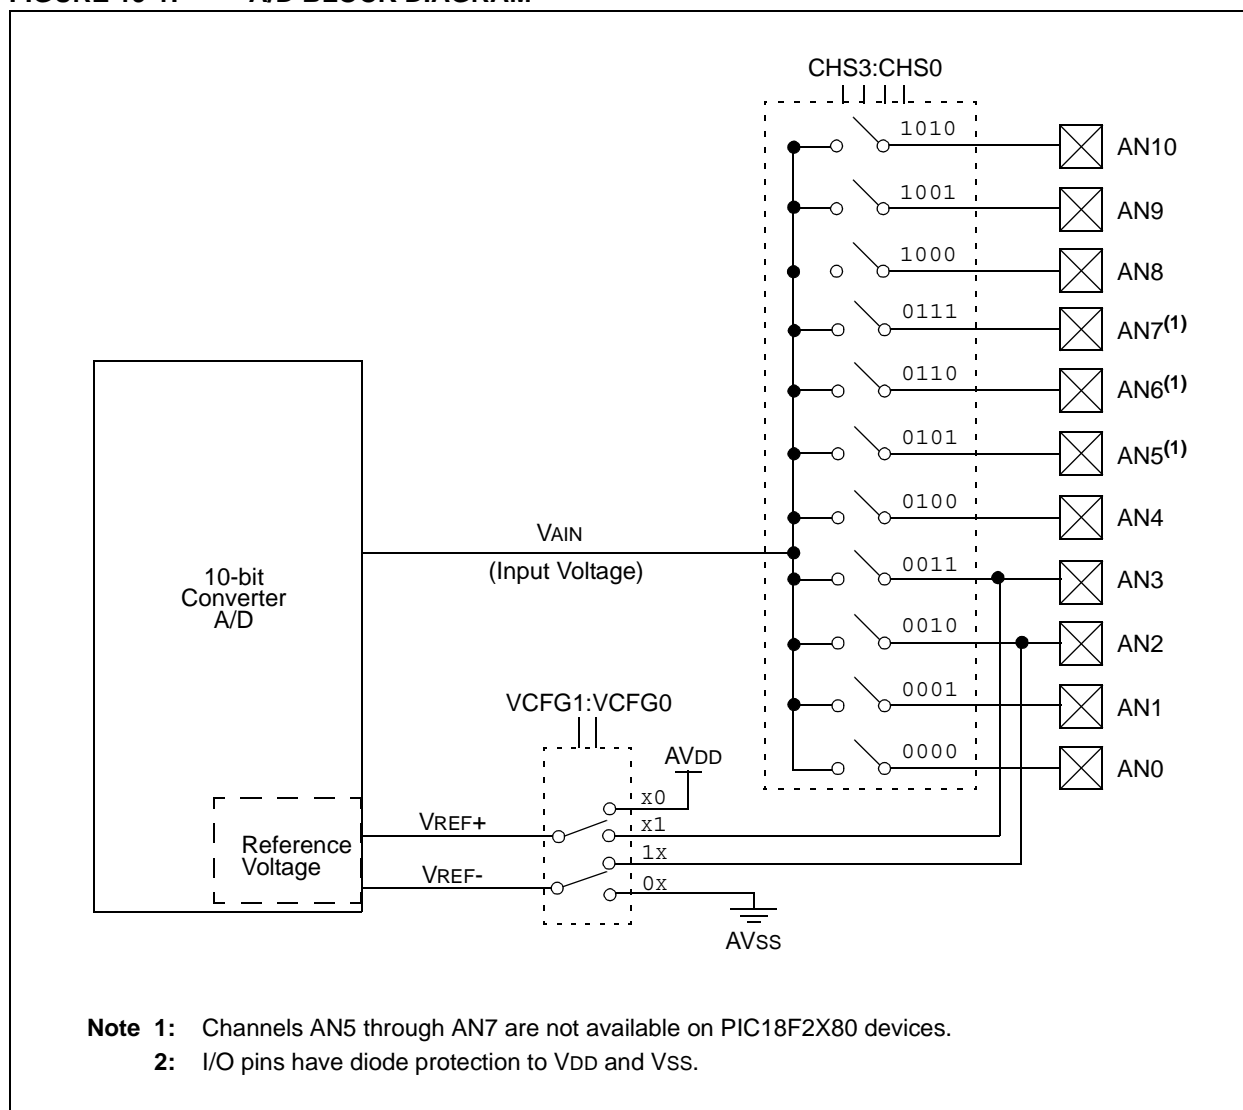 CHS3:CHS0
1010
AN10
1001
AN9
1000
AN8
0111
AN7(1)
0110
AN6(1)
0101
AN5(1)
0100
AN4
VAIN
(Input Voltage)
0011
AN3
10-bit
Converter
A/D
0010
AN2
0001
AN1
VCFG1:VCFG0
AVDD
0000
AN0
x0
VREF+
x1
Reference
Voltage
1x
VREF-
0x
AVSS
Note 1: Channels AN5 through AN7 are not available on PIC18F2X80 devices.
2: I/O pins have diode protection to VDD and VSS.